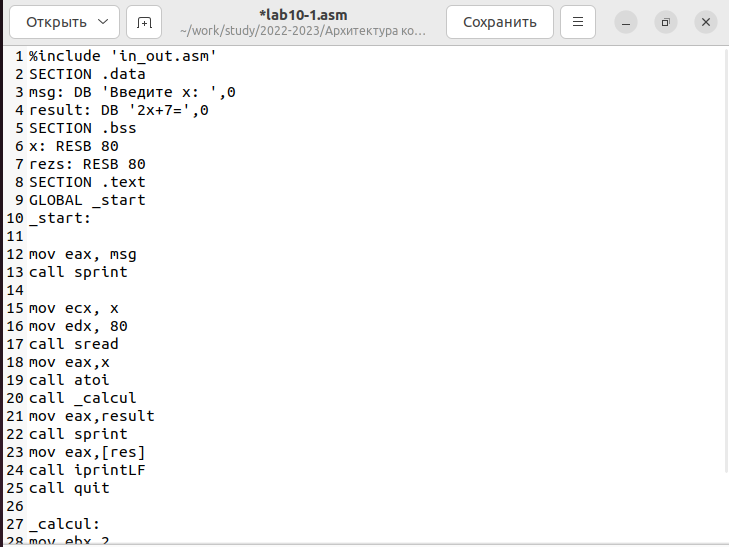 Открыть
*lab10-1.asm
~/work/study/2022-2023/Архитектура ко…
Сохранить
1 %include 'in_out.asm'
2 SECTION .data
3 msg: DB 'Введите x: ',0
4 result: DB '2x+7=',0
5 SECTION .bss
6 x: RESB 80
7 rezs: RESB 80
8 SECTION .text
9 GLOBAL _start
10 _start:
11
12 mov eax, msg
13 call sprint
14
15 mov ecx, x
16 mov edx, 80
17 call sread
18 mov eax,x
19 call atoi
20 call _calcul
21 mov eax,result
22 call sprint
23 mov eax,[res]
24 call iprintLF
25 call quit
26
27 _calcul:
28 mov ebx,2